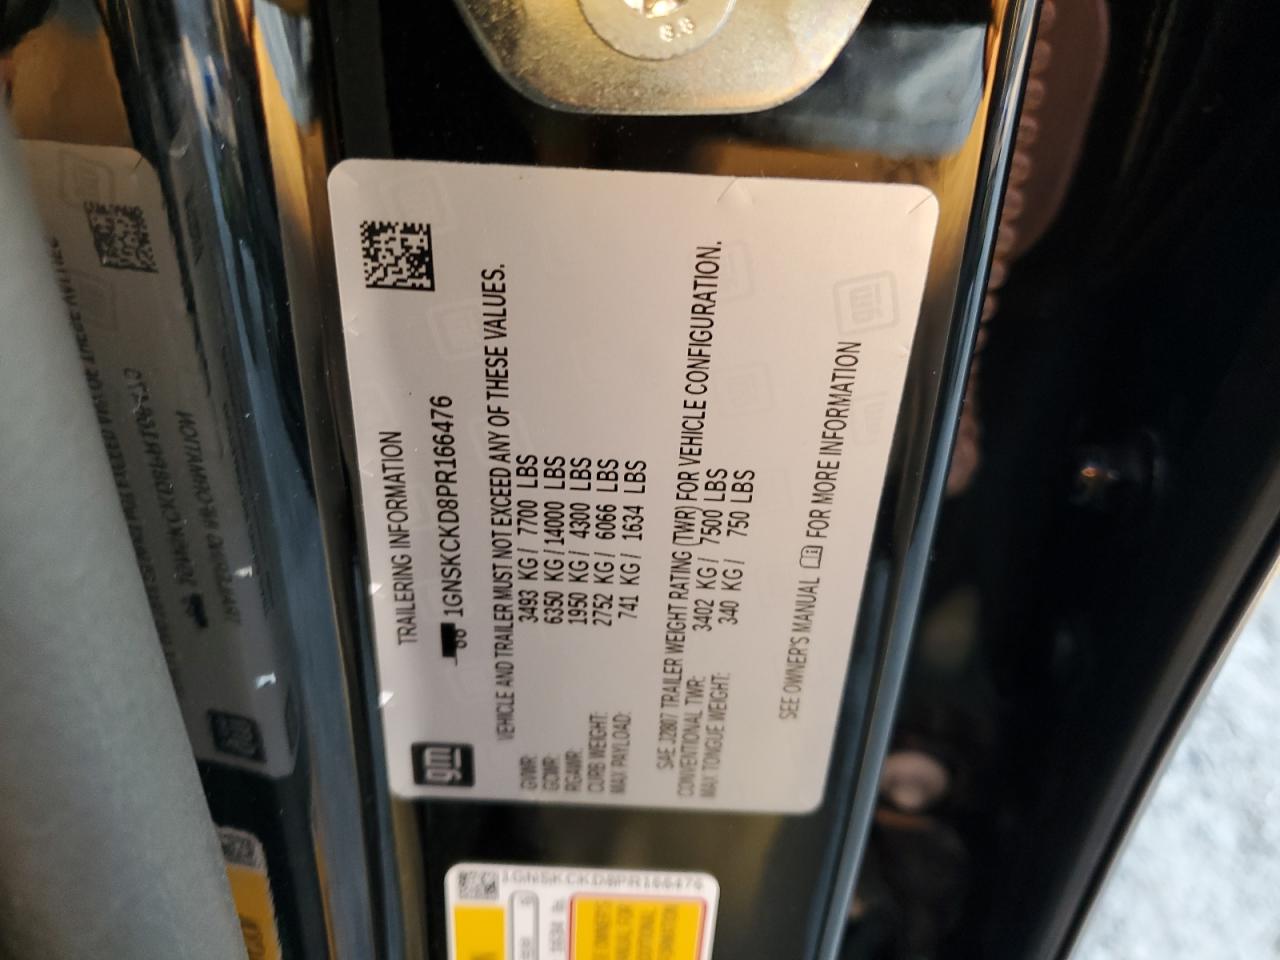 gm
TRAILERING INFORMATION
1GNSKCKD8PR166476
VEHICLE AND TRAILER MUST NOT EXCEED ANY OF THESE VALUES.
GVWR: 3493 KG / 7700 LBS
GCWR: 6350 KG / 14000 LBS
RGAWR: 1950 KG / 4300 LBS
CURB WEIGHT: 2752 KG / 6066 LBS
MAX PAYLOAD: 741 KG / 1634 LBS
SAE J2807 TRAILER WEIGHT RATING (TWR) FOR VEHICLE CONFIGURATION.
CONVENTIONAL TWR: 3402 KG / 7500 LBS
MAX TONGUE WEIGHT: 340 KG / 750 LBS
SEE OWNER'S MANUAL FOR MORE INFORMATION
1GNSKCKD8PR166476
8.8